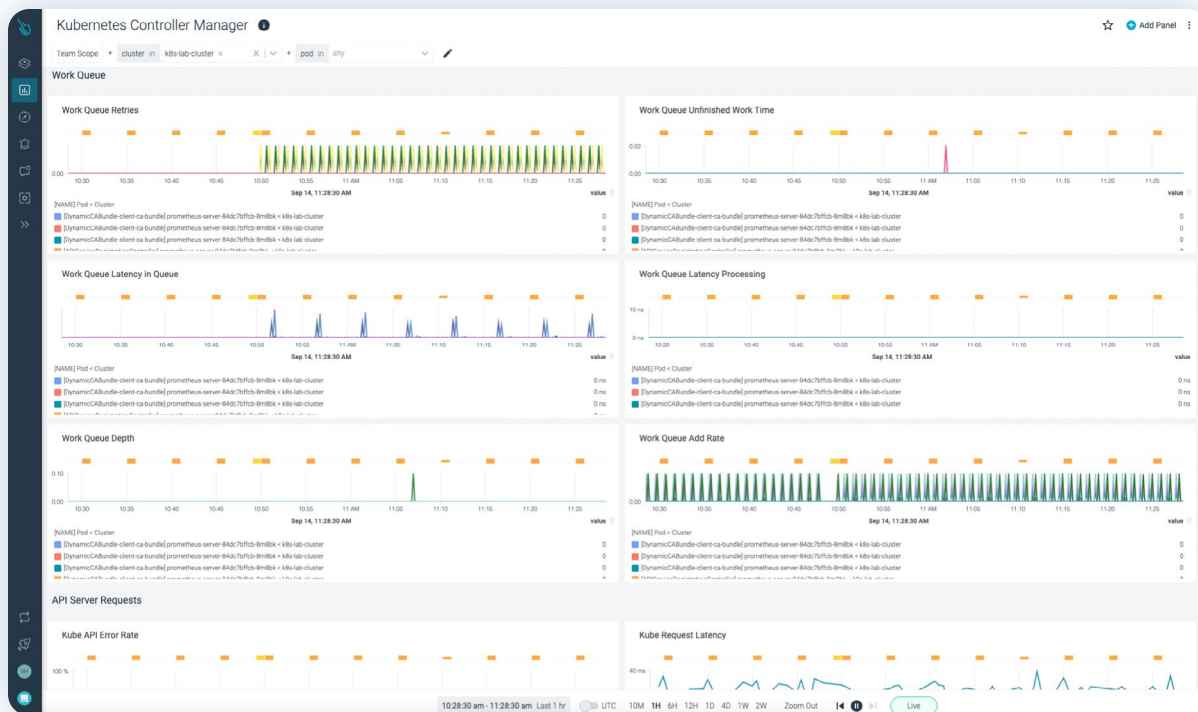 Kubernetes Controller Manager
Add Panel
Team Scope + cluster in k8s-lab-cluster × X + pod in any
Work Queue
Work Queue Retries
0.00
10:30 10:35 10:40 10:45 10:50 10:55 11 AM 11:05 11:10 11:15 11:20 11:25
Sep 14, 11:28:30 AM value
[NAME] Pod < Cluster
[DynamicCABundle-client-ca-bundle] prometheus-server-84dc7bffcb-8m8bk < k8s-lab-cluster 0
[DynamicCABundle-client-ca-bundle] prometheus-server-84dc7bffcb-8m8bk < k8s-lab-cluster 0
[DynamicCABundle-client-ca-bundle] prometheus-server-84dc7bffcb-8m8bk < k8s-lab-cluster 0
Work Queue Unfinished Work Time
0.02
0.00
10:30 10:35 10:40 10:45 10:50 10:55 11 AM 11:05 11:10 11:15 11:20 11:25
Sep 14, 11:28:30 AM value
[NAME] Pod < Cluster
[DynamicCABundle-client-ca-bundle] prometheus-server-84dc7bffcb-8m8bk < k8s-lab-cluster 0
[DynamicCABundle-client-ca-bundle] prometheus-server-84dc7bffcb-8m8bk < k8s-lab-cluster 0
[DynamicCABundle-client-ca-bundle] prometheus-server-84dc7bffcb-8m8bk < k8s-lab-cluster 0
Work Queue Latency in Queue
10:30 10:35 10:40 10:45 10:50 10:55 11 AM 11:05 11:10 11:15 11:20 11:25
Sep 14, 11:28:30 AM value
[NAME] Pod < Cluster
[DynamicCABundle-client-ca-bundle] prometheus-server-84dc7bffcb-8m8bk < k8s-lab-cluster 0 ns
[DynamicCABundle-client-ca-bundle] prometheus-server-84dc7bffcb-8m8bk < k8s-lab-cluster 0 ns
[DynamicCABundle-client-ca-bundle] prometheus-server-84dc7bffcb-8m8bk < k8s-lab-cluster 0 ns
Work Queue Latency Processing
10 ns
0 ns
10:30 10:35 10:40 10:45 10:50 10:55 11 AM 11:05 11:10 11:15 11:20 11:25
Sep 14, 11:28:30 AM value
[NAME] Pod < Cluster
[DynamicCABundle-client-ca-bundle] prometheus-server-84dc7bffcb-8m8bk < k8s-lab-cluster 0 ns
[DynamicCABundle-client-ca-bundle] prometheus-server-84dc7bffcb-8m8bk < k8s-lab-cluster 0 ns
[DynamicCABundle-client-ca-bundle] prometheus-server-84dc7bffcb-8m8bk < k8s-lab-cluster 0 ns
Work Queue Depth
0.10
0.00
10:30 10:35 10:40 10:45 10:50 10:55 11 AM 11:05 11:10 11:15 11:20 11:25
Sep 14, 11:28:30 AM value
[NAME] Pod < Cluster
[DynamicCABundle-client-ca-bundle] prometheus-server-84dc7bffcb-8m8bk < k8s-lab-cluster 0
[DynamicCABundle-client-ca-bundle] prometheus-server-84dc7bffcb-8m8bk < k8s-lab-cluster 0
[DynamicCABundle-client-ca-bundle] prometheus-server-84dc7bffcb-8m8bk < k8s-lab-cluster 0
Work Queue Add Rate
0.00
10:30 10:35 10:40 10:45 10:50 10:55 11 AM 11:05 11:10 11:15 11:20 11:25
Sep 14, 11:28:30 AM value
[NAME] Pod < Cluster
[DynamicCABundle-client-ca-bundle] prometheus-server-84dc7bffcb-8m8bk < k8s-lab-cluster 0
[DynamicCABundle-client-ca-bundle] prometheus-server-84dc7bffcb-8m8bk < k8s-lab-cluster 0
[DynamicCABundle-client-ca-bundle] prometheus-server-84dc7bffcb-8m8bk < k8s-lab-cluster 0
API Server Requests
Kube API Error Rate
100 %
Kube Request Latency
40 ms
VH
10:28:30 am - 11:28:30 am Last 1 hr UTC 10M 1H 6H 12H 1D 4D 1W 2W Zoom Out Live